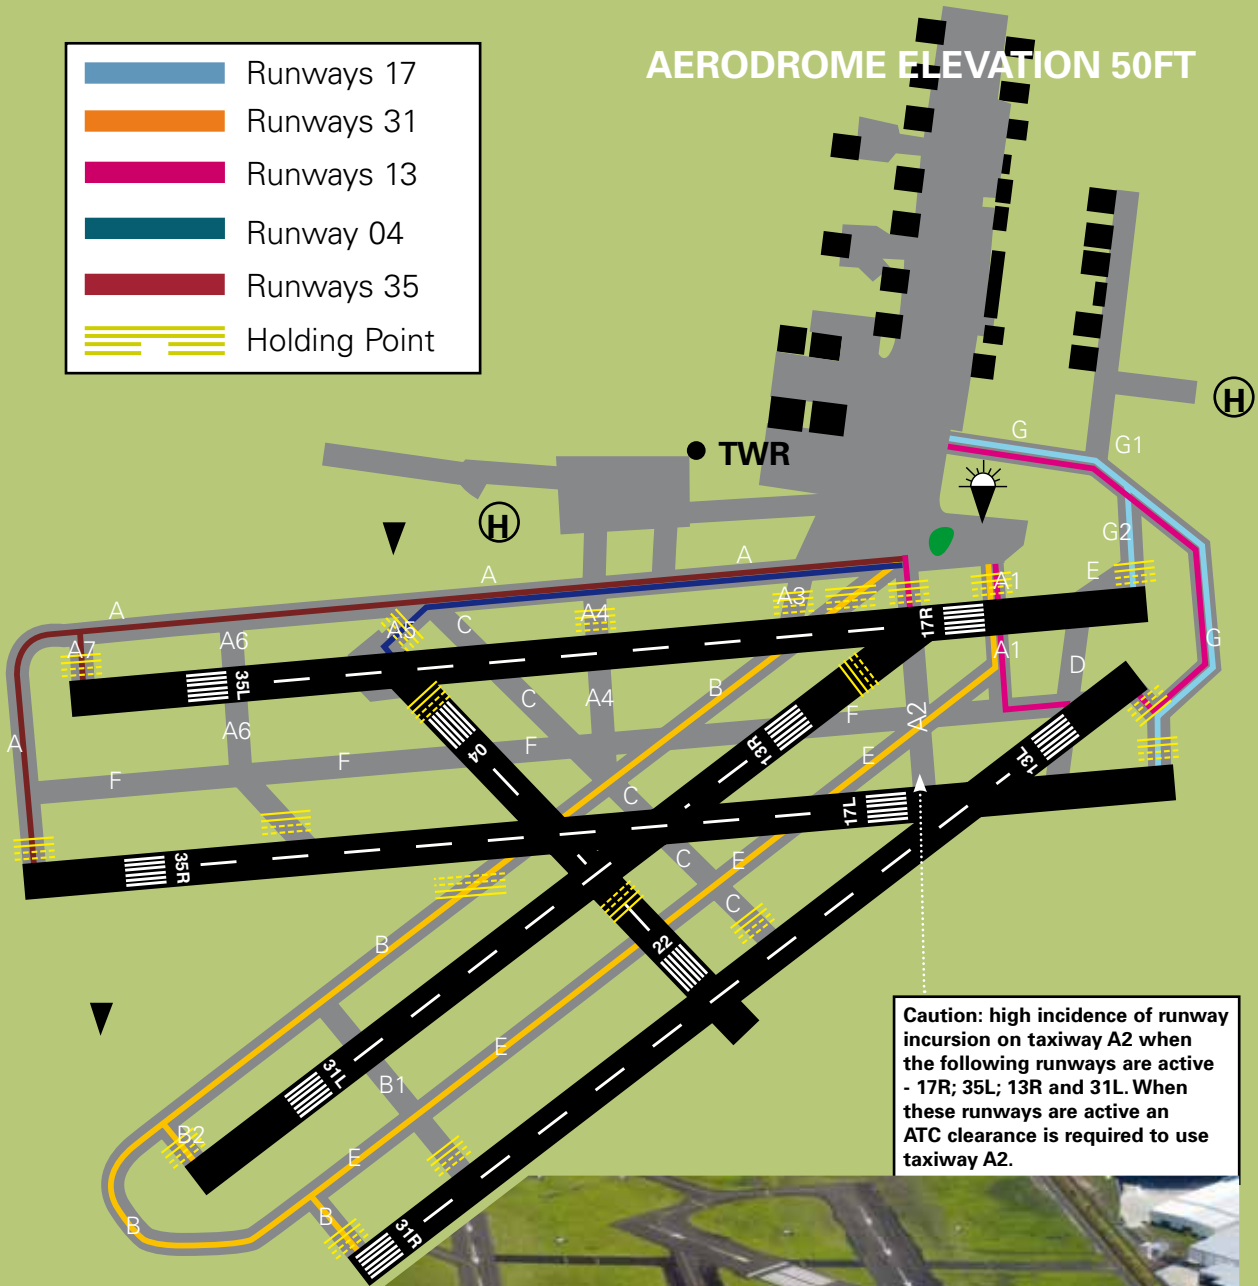 AERODROME ELEVATION 50FT
Runways 17
Runways 31
Runways 13
Runway 04
Runways 35
Holding Point
H
TWR
G
G1
H
A
A
G2
E
A
A7
A6
A5
C
A4
A3
A1
17R
A1
G
35L
C
A4
B
D
A
A6
F
F
F
04
13R
F
A2
E
13L
C
17L
35R
C
E
C
22
B
E
31L
B1
B2
E
B
B
31R
Caution: high incidence of runway
incursion on taxiway A2 when
the following runways are active
- 17R; 35L; 13R and 31L. When
these runways are active an
ATC clearance is required to use
taxiway A2.